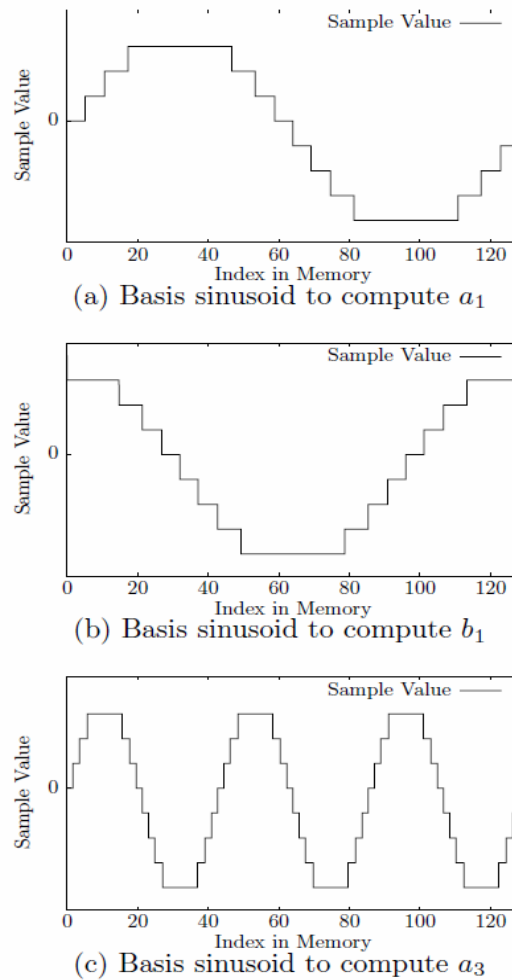 Sample Value
Sample Value
0
0 20 40 60 80 100 120
Index in Memory
(a) Basis sinusoid to compute a₁
Sample Value
Sample Value
0
0 20 40 60 80 100 120
Index in Memory
(b) Basis sinusoid to compute b₁
Sample Value
Sample Value
0
0 20 40 60 80 100 120
Index in Memory
(c) Basis sinusoid to compute a₃